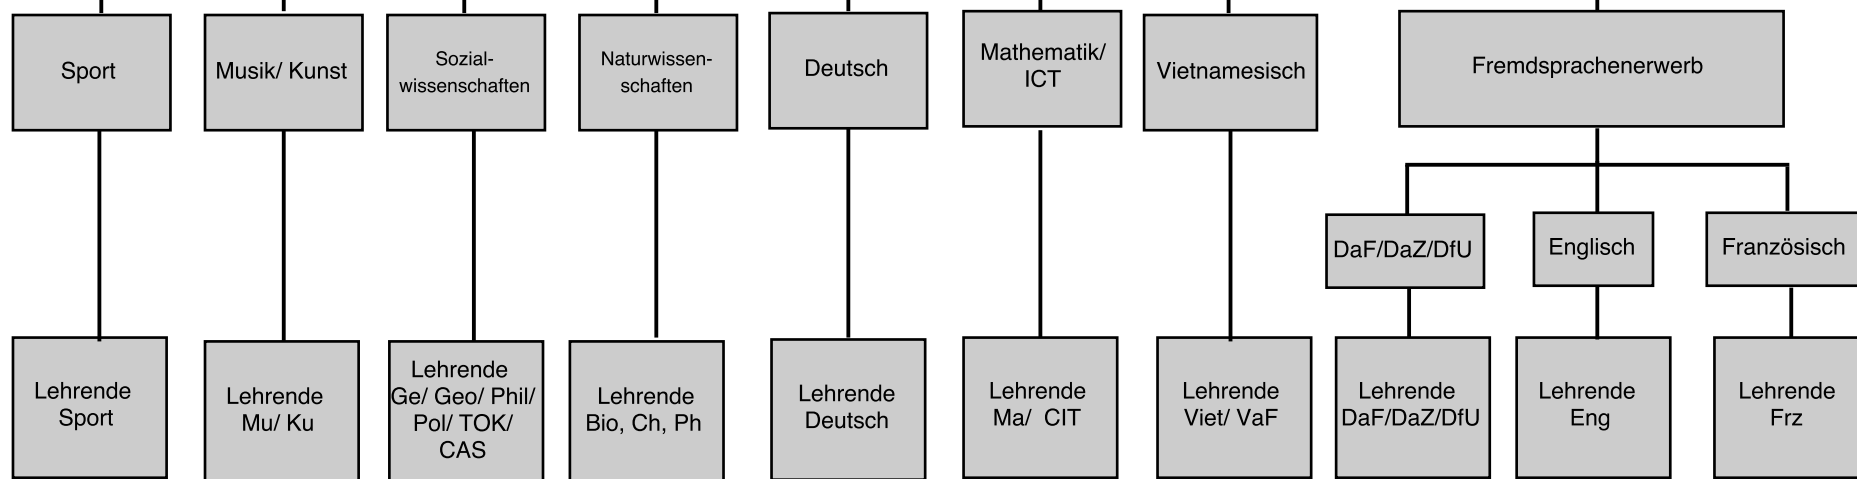 Sport
Musik/ Kunst
Sozial-
wissenschaften
Naturwissen-
schaften
Deutsch
Mathematik/
ICT
Vietnamesisch
Fremdsprachenerwerb
DaF/DaZ/DfU
Englisch
Französisch
Lehrende
Sport
Lehrende
Mu/ Ku
Lehrende
Ge/ Geo/ Phil/
Pol/ TOK/
CAS
Lehrende
Bio, Ch, Ph
Lehrende
Deutsch
Lehrende
Ma/ CIT
Lehrende
Viet/ VaF
Lehrende
DaF/DaZ/DfU
Lehrende
Eng
Lehrende
Frz